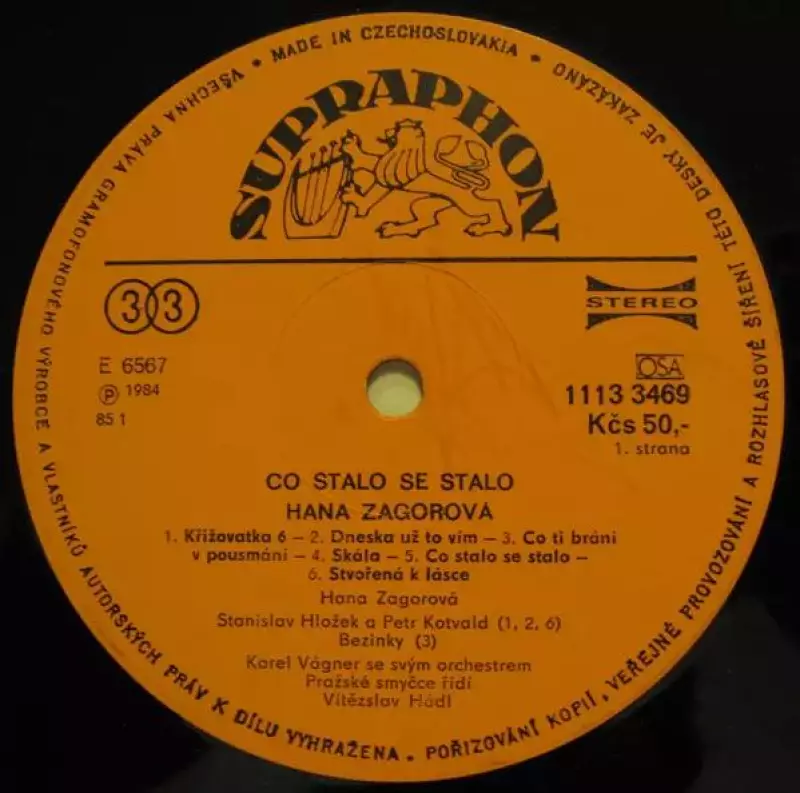 VŠECHNA PRÁVA GRAMOFONOVÉHO VÝROBCE A VLASTNÍKŮ AUTORSKÝCH PRÁV K DÍLU VYHRAŽENA. POŘIZOVÁNÍ KOPIÍ, VEŘEJNÉ PROVOZOVÁNÍ A ROZHLASOVÉ ŠÍŘENÍ TÉTO DESKY JE ZAKÁZÁNO • MADE IN CZECHOSLOVAKIA •
SUPRAPHON
33
STEREO
E 6567
Ⓟ 1984
85 1
OSA
1113 3469
Kčs 50,-
1. strana
CO STALO SE STALO
HANA ZAGOROVÁ
1. Křižovatka 6 – 2. Dneska už to vím – 3. Co ti brání
v pousmání – 4. Skála – 5. Co stalo se stalo –
6. Stvořená k lásce
Hana Zagorová
Stanislav Hložek a Petr Kotvald (1, 2, 6)
Bezinky (3)
Karel Vágner se svým orchestrem
Pražské smyčce řídí
Vítězslav Hádl